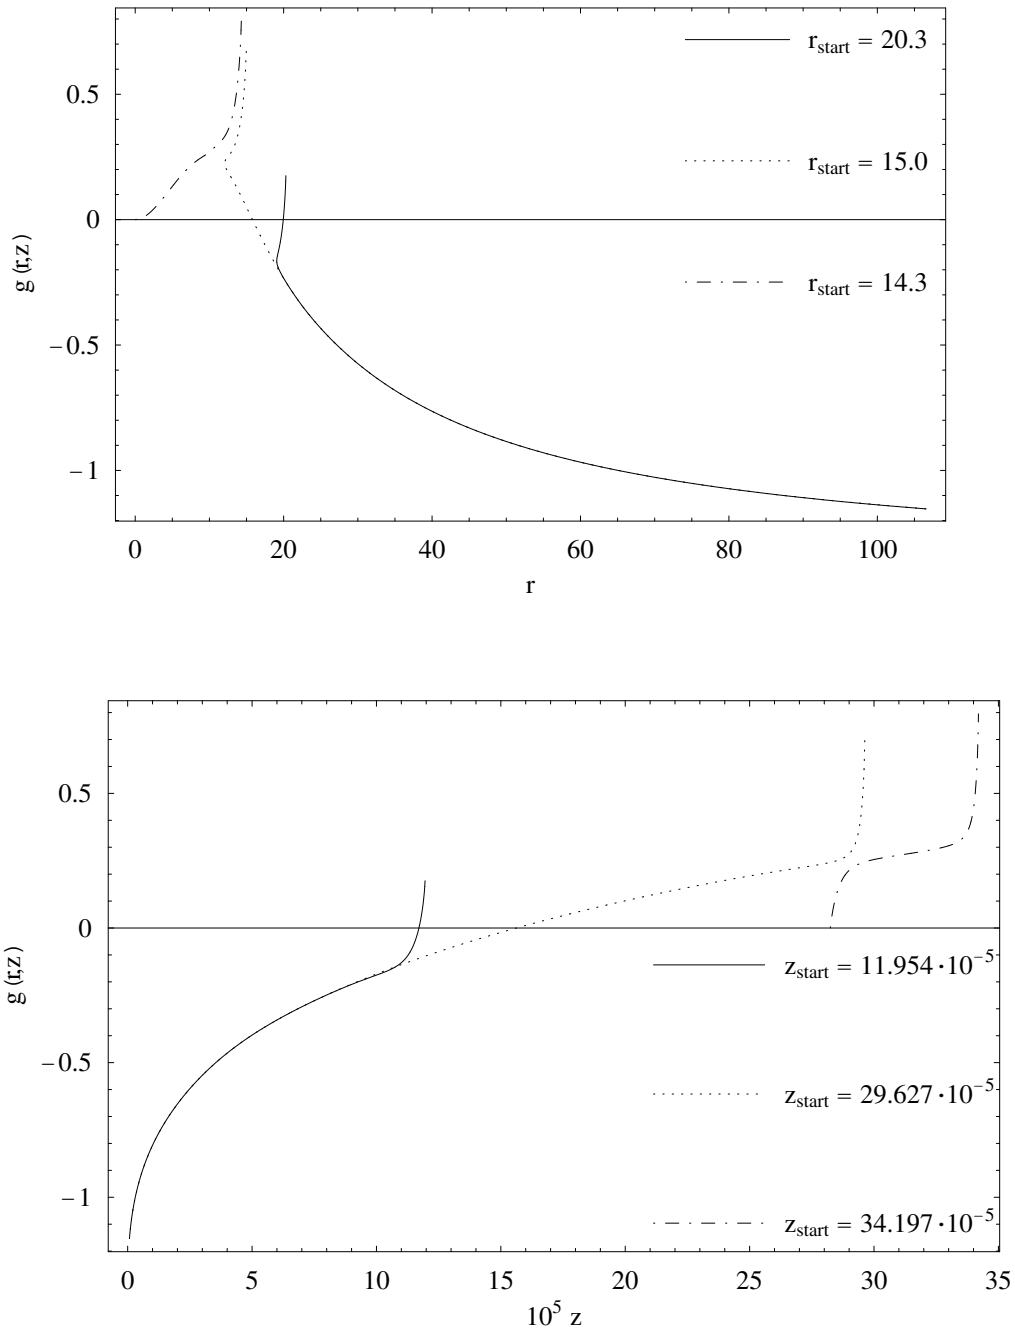 r_start = 20.3
0.5
r_start = 15.0
0
g (r,z)
r_start = 14.3
−0.5
−1
0 20 40 60 80 100
r
0.5
0
g (r,z)
z_start = 11.954·10^-5
−0.5
z_start = 29.627·10^-5
−1
z_start = 34.197·10^-5
0 5 10 15 20 25 30 35
10^5 z